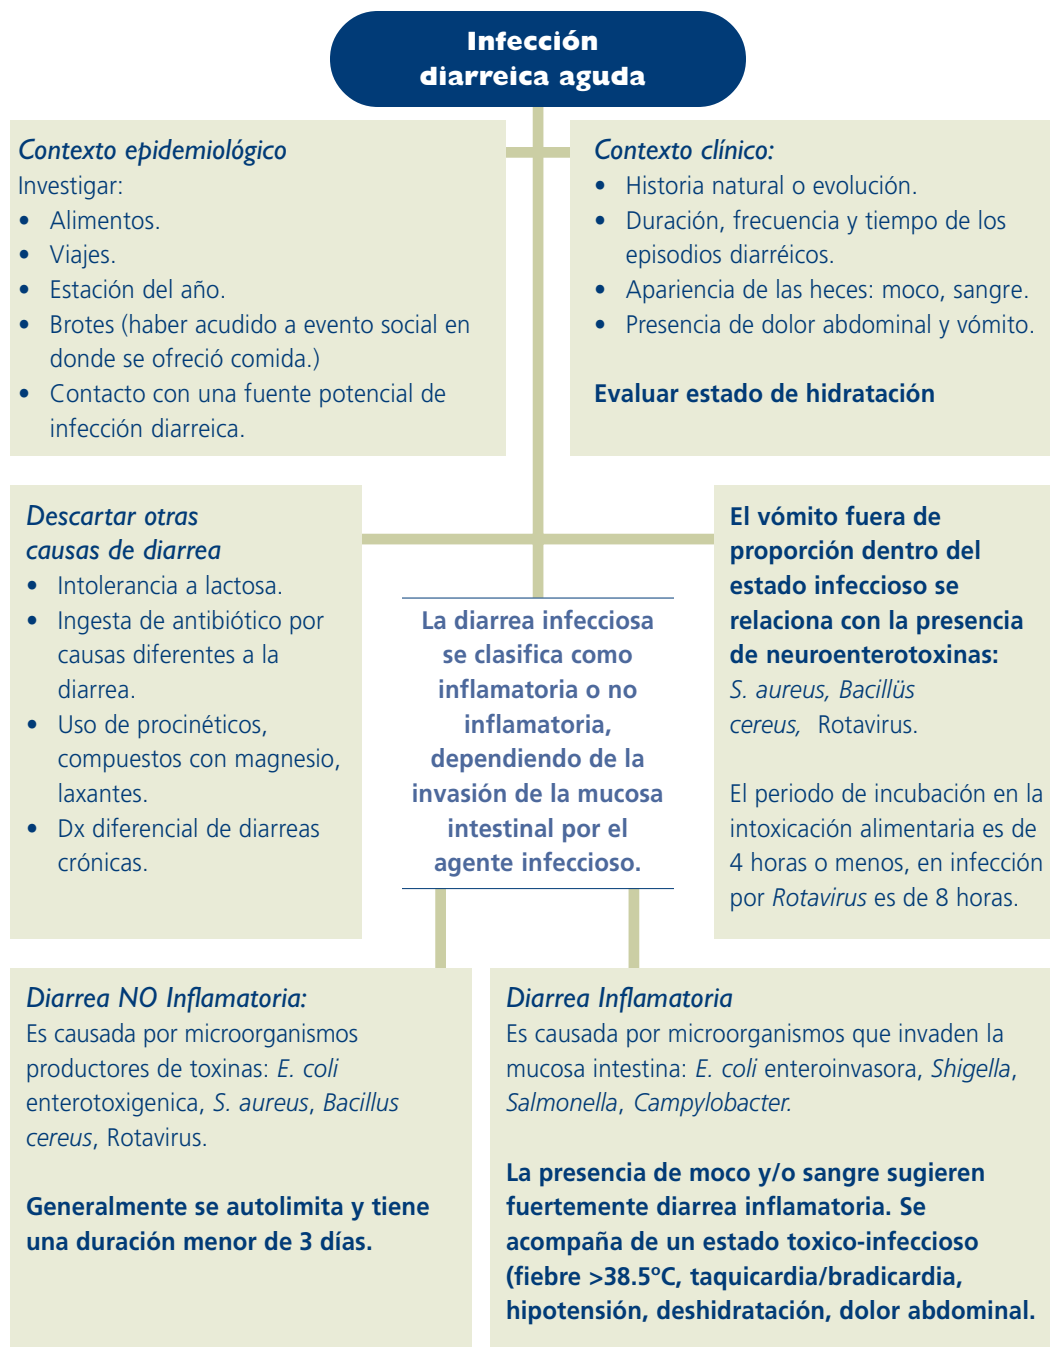 Infección
diarreica aguda
Contexto epidemiológico
Investigar:
• Alimentos.
• Viajes.
• Estación del año.
• Brotes (haber acudido a evento social en
donde se ofreció comida.)
• Contacto con una fuente potencial de
infección diarreica.
Contexto clínico:
• Historia natural o evolución.
• Duración, frecuencia y tiempo de los
episodios diarréicos.
• Apariencia de las heces: moco, sangre.
• Presencia de dolor abdominal y vómito.
Evaluar estado de hidratación
Descartar otras
causas de diarrea
• Intolerancia a lactosa.
• Ingesta de antibiótico por
causas diferentes a la
diarrea.
• Uso de procinéticos,
compuestos con magnesio,
laxantes.
• Dx diferencial de diarreas
crónicas.
La diarrea infecciosa
se clasifica como
inflamatoria o no
inflamatoria,
dependiendo de la
invasión de la mucosa
intestinal por el
agente infeccioso.
El vómito fuera de
proporción dentro del
estado infeccioso se
relaciona con la presencia
de neuroenterotoxinas:
S. aureus, Bacillüs
cereus, Rotavirus.
El periodo de incubación en la
intoxicación alimentaria es de
4 horas o menos, en infección
por Rotavirus es de 8 horas.
Diarrea NO Inflamatoria:
Es causada por microorganismos
productores de toxinas: E. coli
enterotoxigenica, S. aureus, Bacillus
cereus, Rotavirus.
Generalmente se autolimita y tiene
una duración menor de 3 días.
Diarrea Inflamatoria
Es causada por microorganismos que invaden la
mucosa intestina: E. coli enteroinvasora, Shigella,
Salmonella, Campylobacter.
La presencia de moco y/o sangre sugieren
fuertemente diarrea inflamatoria. Se
acompaña de un estado toxico-infeccioso
(fiebre >38.5ºC, taquicardia/bradicardia,
hipotensión, deshidratación, dolor abdominal.